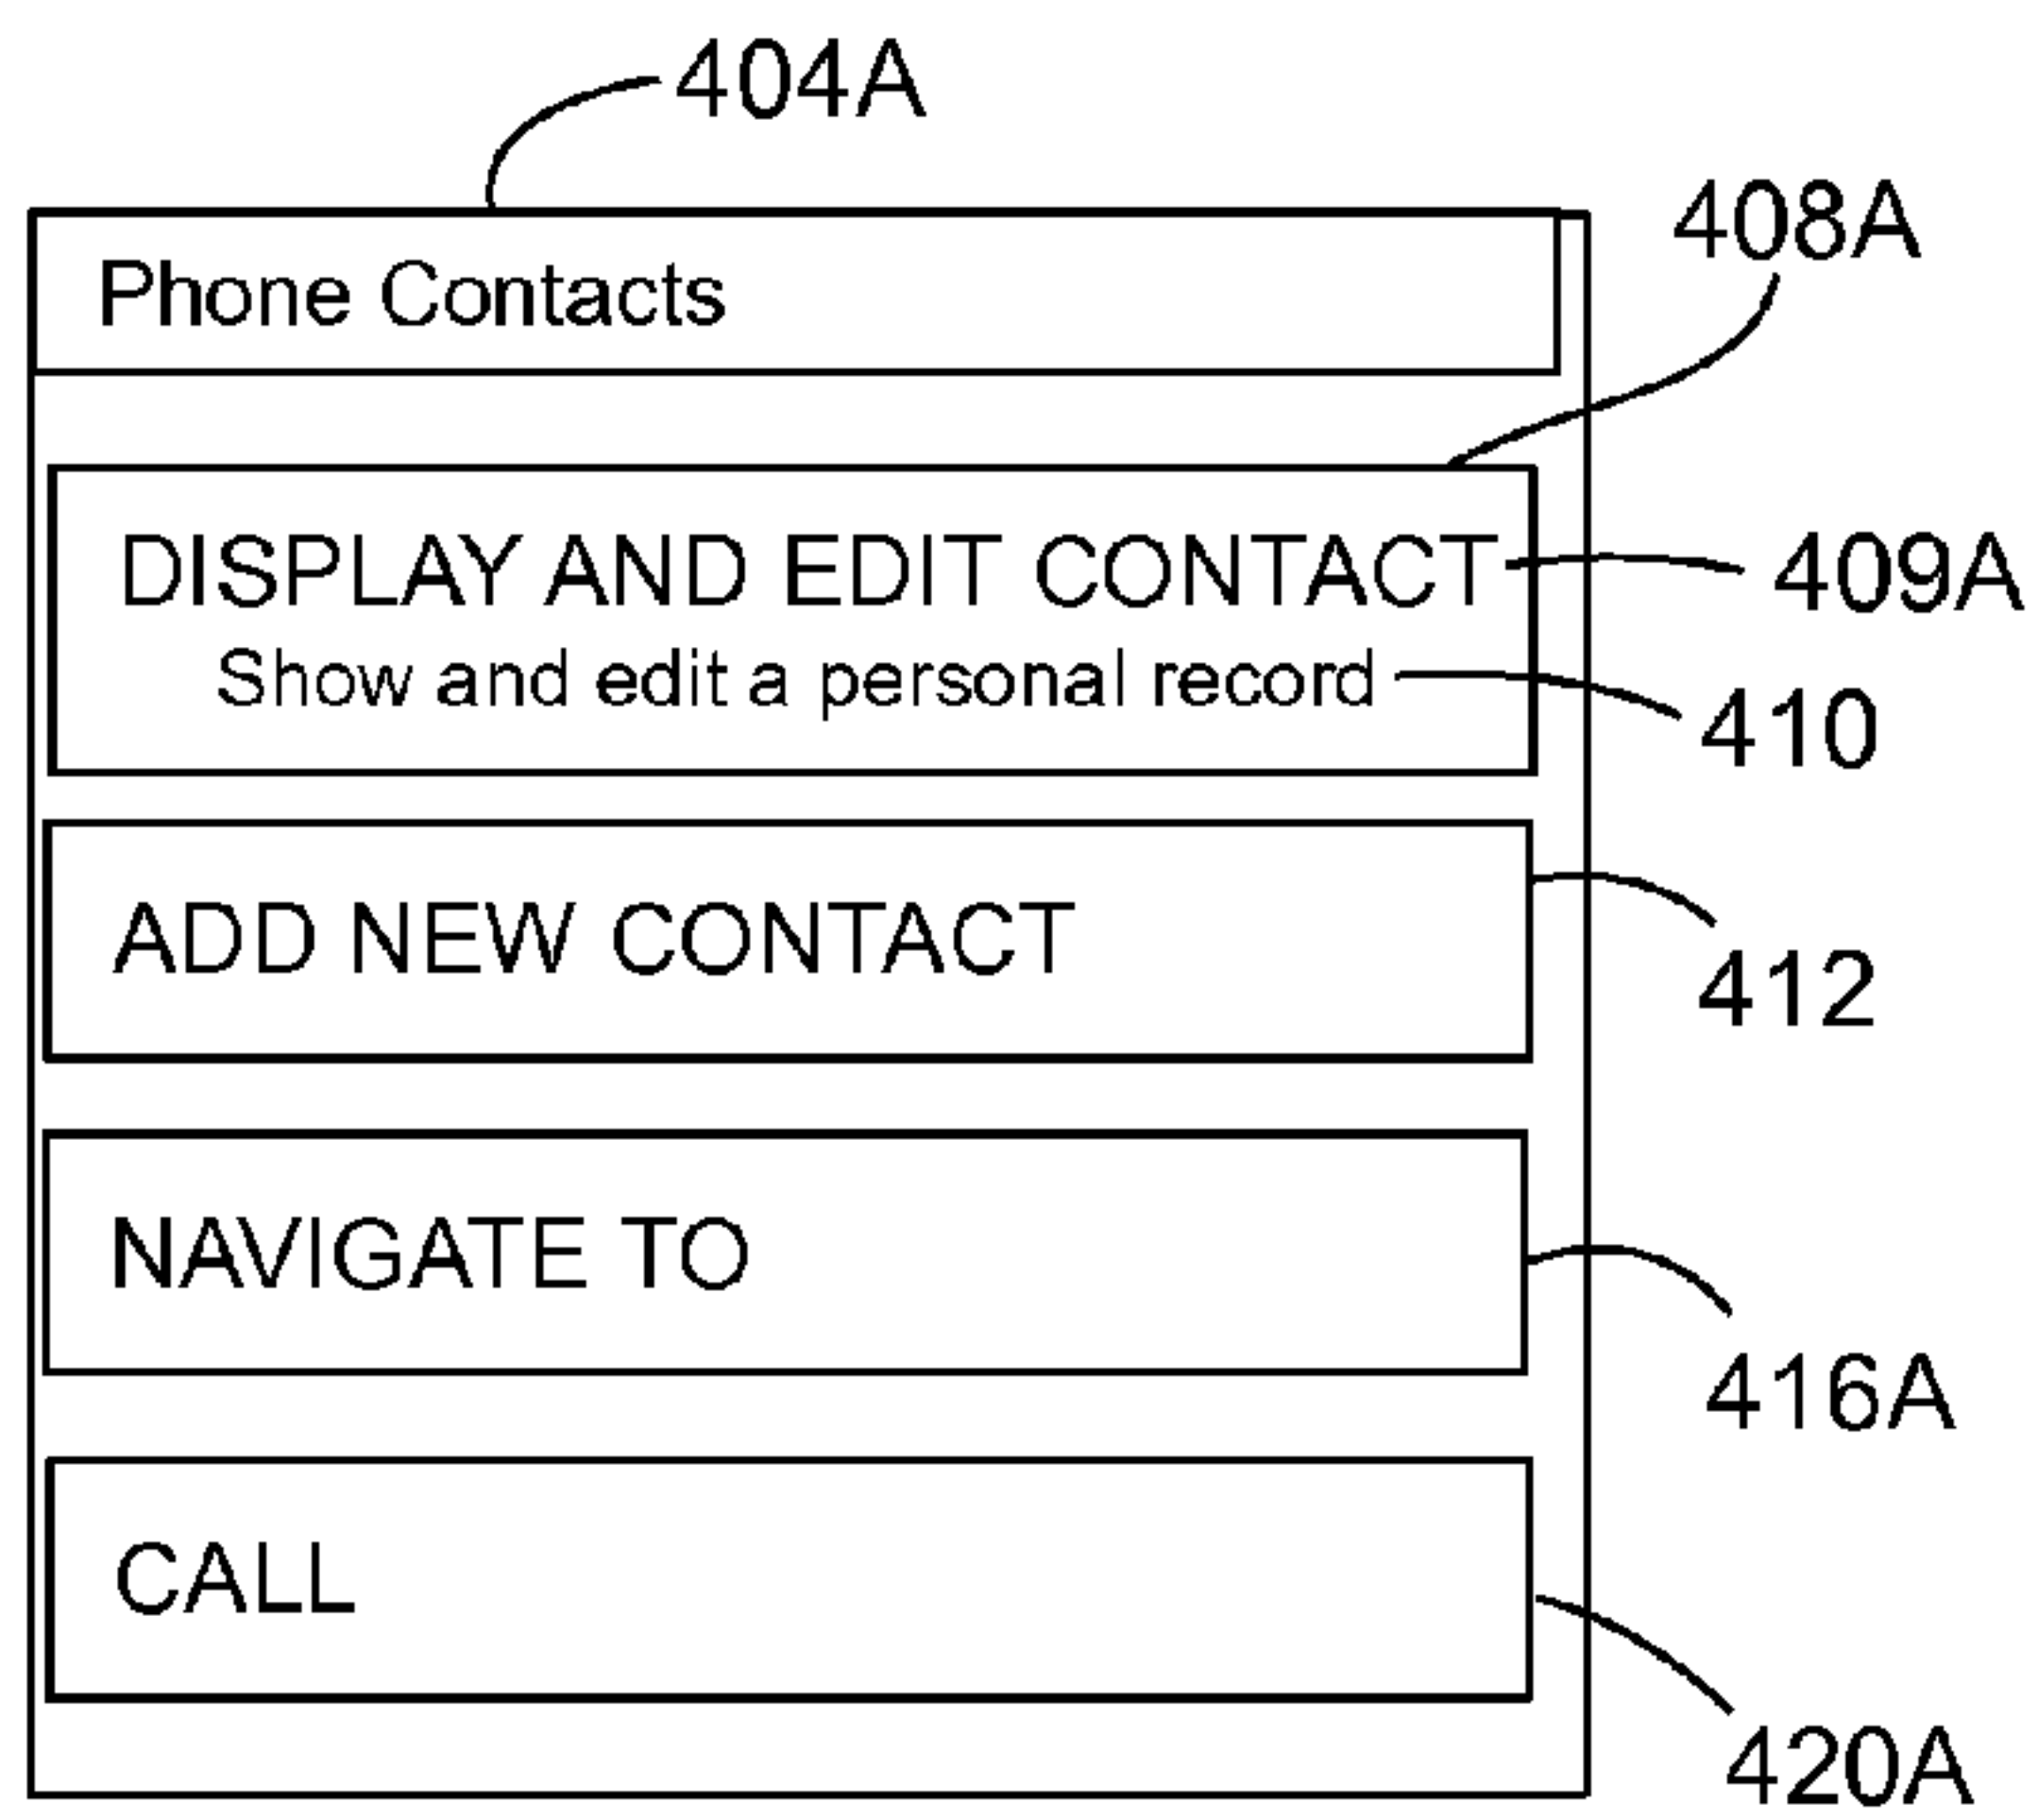 404A
408A
Phone Contacts
DISPLAY AND EDIT CONTACT
409A
Show and edit a personal record
410
ADD NEW CONTACT
412
NAVIGATE TO
416A
CALL
420A